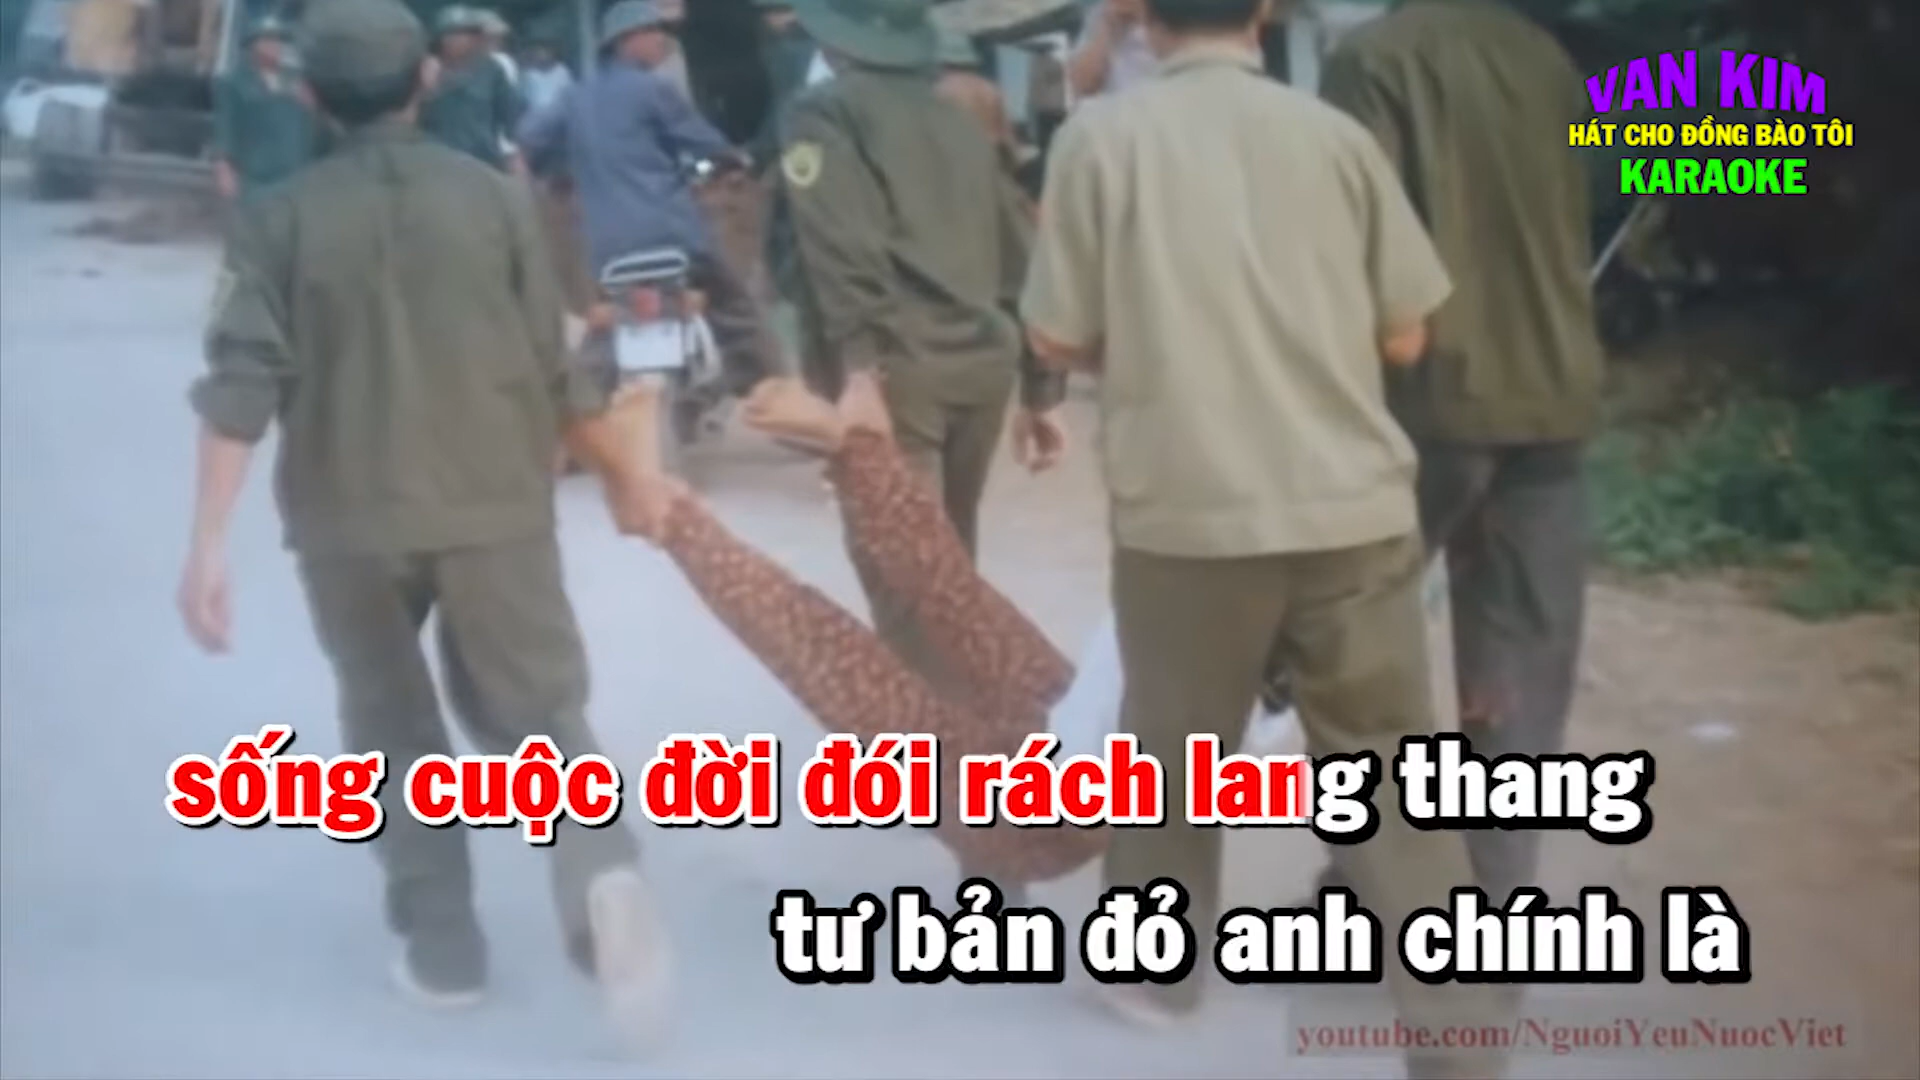 VAN KIM
HÁT CHO ĐỒNG BÀO TÔI
KARAOKE
sống cuộc đời đói rách lang thang
tư bản đỏ anh chính là
youtube.com/NguoiYeuNuocViet